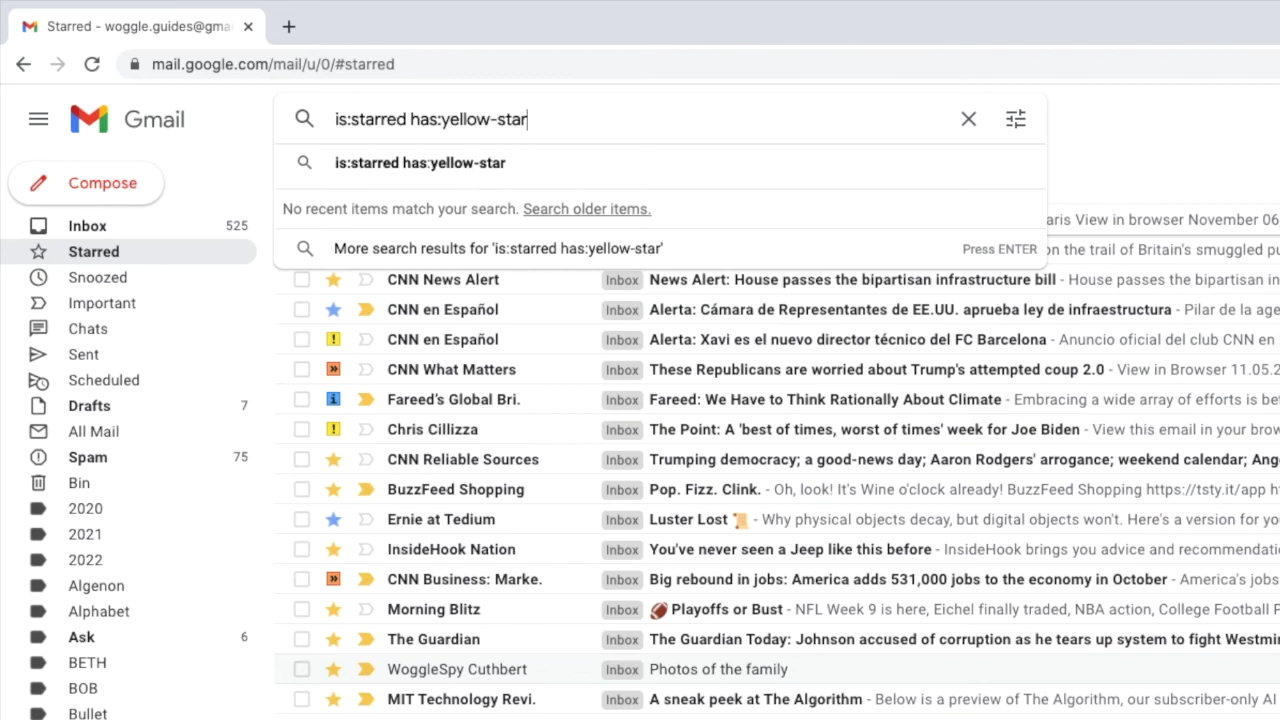 Starred - woggle.guides@gma
mail.google.com/mail/u/0/#starred
Gmail
is:starred has:yellow-star
is:starred has:yellow-star
No recent items match your search. Search older items.
More search results for 'is:starred has:yellow-star' Press ENTER
Compose
Inbox 525
Starred
Snoozed
Important
Chats
Sent
Scheduled
Drafts 7
All Mail
Spam 75
Bin
2020
2021
2022
Algenon
Alphabet
Ask 6
BETH
BOB
Bullet
aris View in browser November 06,
on the trail of Britain's smuggled pu
CNN News Alert Inbox News Alert: House passes the bipartisan infrastructure bill - House passes the bipartisan in
CNN en Español Inbox Alerta: Cámara de Representantes de EE.UU. aprueba ley de infraestructura - Pilar de la age
CNN en Español Inbox Alerta: Xavi es el nuevo director técnico del FC Barcelona - Anuncio oficial del club CNN en
CNN What Matters Inbox These Republicans are worried about Trump's attempted coup 2.0 - View in Browser 11.05.2
Fareed's Global Bri. Inbox Fareed: We Have to Think Rationally About Climate - Embracing a wide array of efforts is be
Chris Cillizza Inbox The Point: A 'best of times, worst of times' week for Joe Biden - View this email in your brow
CNN Reliable Sources Inbox Trumping democracy; a good-news day; Aaron Rodgers' arrogance; weekend calendar; Ang
BuzzFeed Shopping Inbox Pop. Fizz. Clink. - Oh, look! It's Wine o'clock already! BuzzFeed Shopping https://tsty.it/app h
Ernie at Tedium Inbox Luster Lost 📜 - Why physical objects decay, but digital objects won't. Here's a version for yo
InsideHook Nation Inbox You've never seen a Jeep like this before - InsideHook brings you advice and recommendati
CNN Business: Marke. Inbox Big rebound in jobs: America adds 531,000 jobs to the economy in October - America's jobs
Morning Blitz Inbox 🏈 Playoffs or Bust - NFL Week 9 is here, Eichel finally traded, NBA action, College Football P
The Guardian Inbox The Guardian Today: Johnson accused of corruption as he tears up system to fight Westmi
WoggleSpy Cuthbert Inbox Photos of the family
MIT Technology Revi. Inbox A sneak peek at The Algorithm - Below is a preview of The Algorithm, our subscriber-only AI